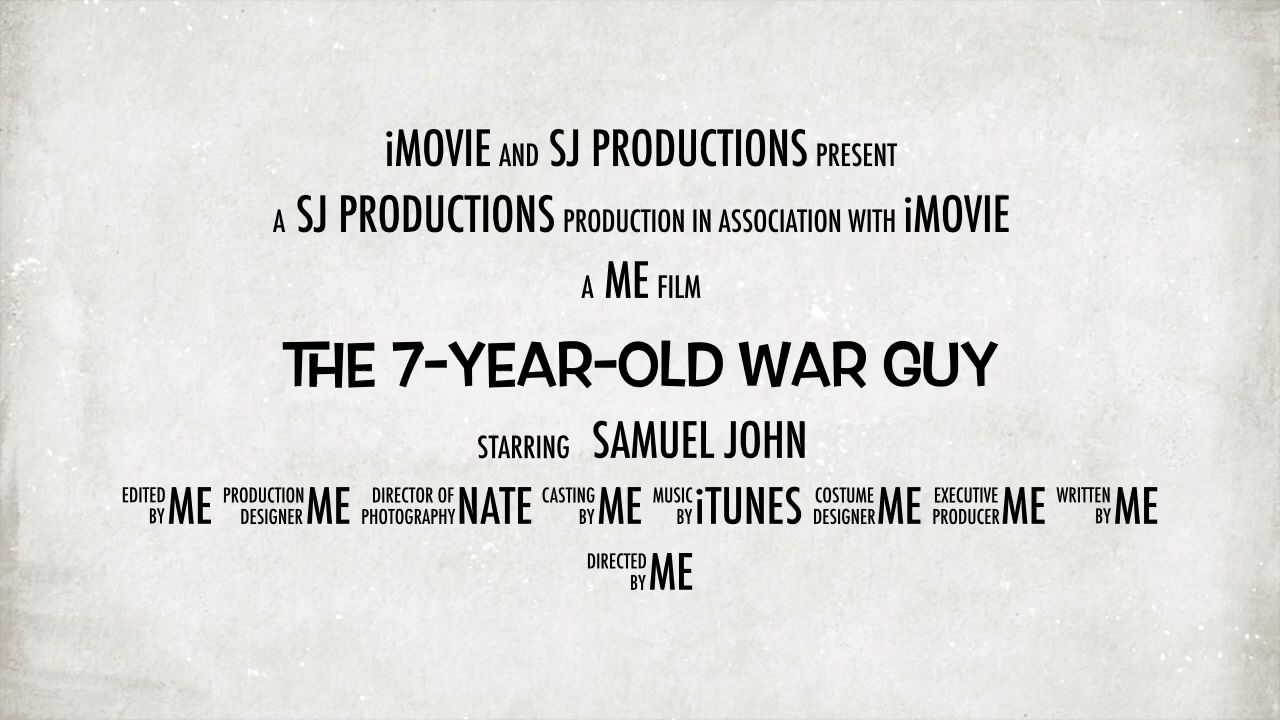 iMOVIE AND SJ PRODUCTIONS PRESENT
A SJ PRODUCTIONS PRODUCTION IN ASSOCIATION WITH iMOVIE
A ME FILM
THE 7-YEAR-OLD WAR GUY
STARRING SAMUEL JOHN
EDITED BY ME PRODUCTION DESIGNER ME DIRECTOR OF PHOTOGRAPHY NATE CASTING BY ME MUSIC BY iTUNES COSTUME DESIGNER ME EXECUTIVE PRODUCER ME WRITTEN BY ME
DIRECTED BY ME